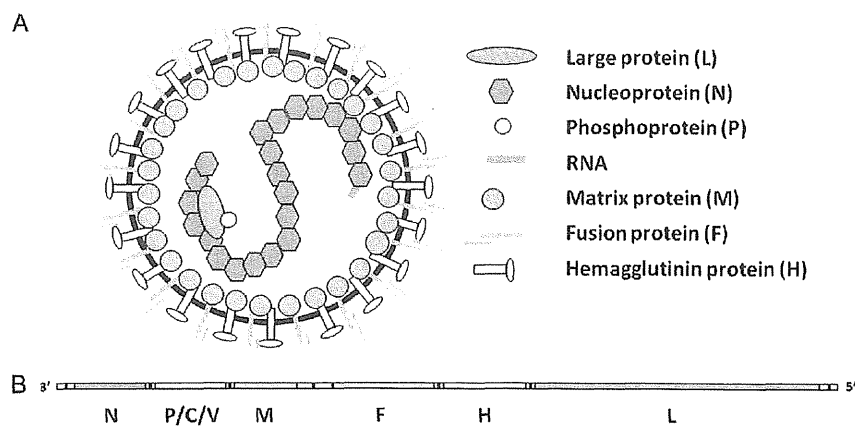 A
Large protein (L)
Nucleoprotein (N)
Phosphoprotein (P)
RNA
Matrix protein (M)
Fusion protein (F)
Hemagglutinin protein (H)
B 3' 5'
N P/C/V M F H L